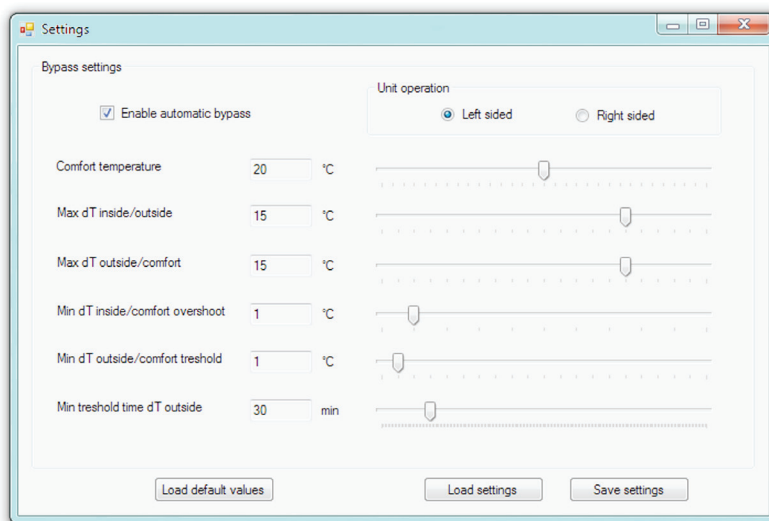 Settings
Bypass settings
Enable automatic bypass
Unit operation
Left sided
Right sided
Comfort temperature 20 °C
Max dT inside/outside 15 °C
Max dT outside/comfort 15 °C
Min dT inside/comfort overshoot 1 °C
Min dT outside/comfort treshold 1 °C
Min treshold time dT outside 30 min
Load default values Load settings Save settings